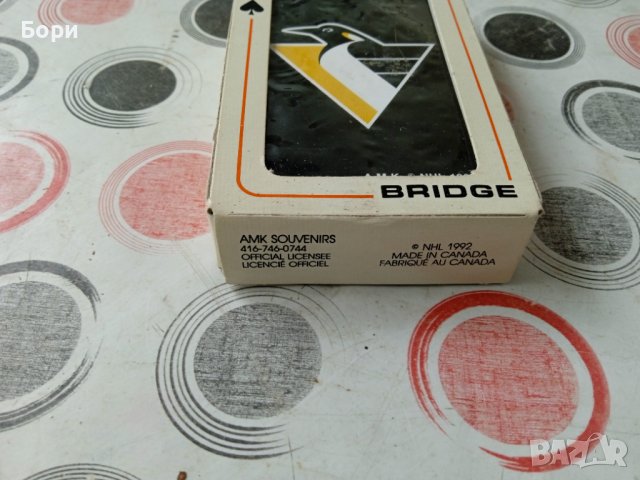 Бори
BRIDGE
AMK SOUVENIRS
416-746-0744
OFFICIAL LICENSEE
LICENCIÉ OFFICIEL
© NHL 1992
MADE IN CANADA
FABRIQUÉ AU CANADA
BAZAR